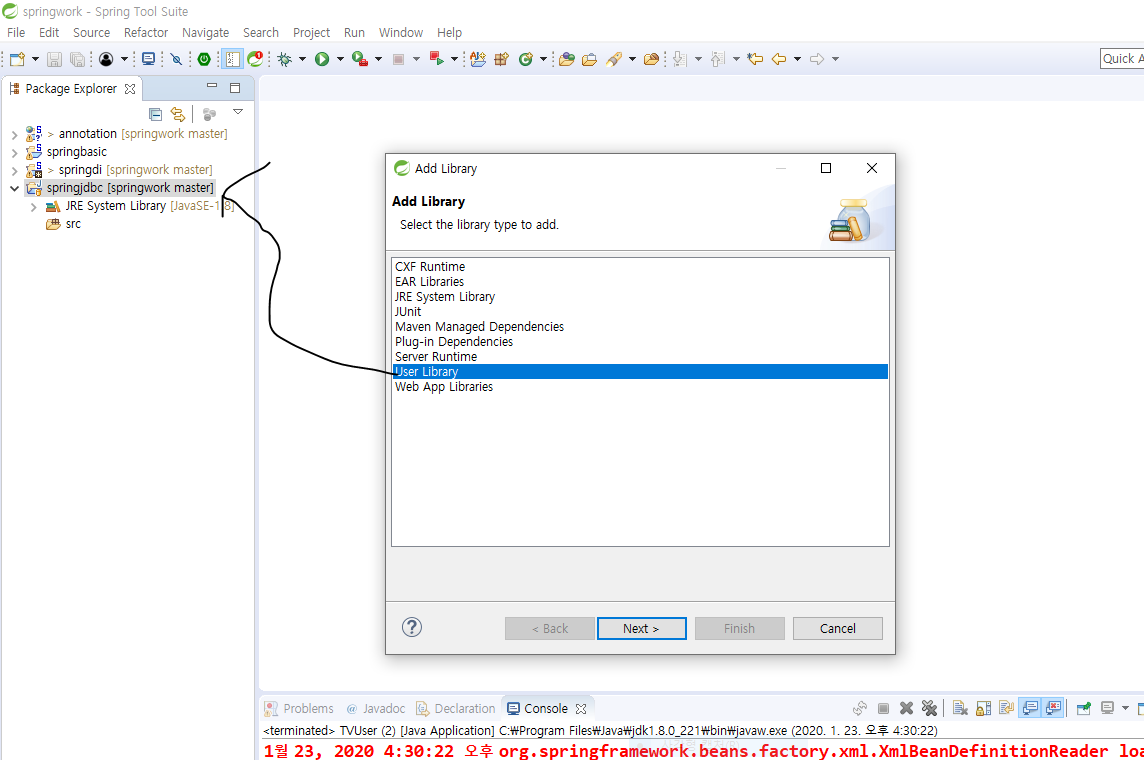 springwork - Spring Tool Suite
File Edit Source Refactor Navigate Search Project Run Window Help
Quick A
Package Explorer
> annotation [springwork master]
springbasic
> springdi [springwork master]
springjdbc [springwork master]
JRE System Library [JavaSE-1.8]
src
Add Library
Add Library
Select the library type to add.
CXF Runtime
EAR Libraries
JRE System Library
JUnit
Maven Managed Dependencies
Plug-in Dependencies
Server Runtime
User Library
Web App Libraries
< Back Next > Finish Cancel
Problems @ Javadoc Declaration Console
<terminated> TVUser (2) [Java Application] C:₩Program Files₩Java₩jdk1.8.0_221₩bin₩javaw.exe (2020. 1. 23. 오후 4:30:22)
1월 23, 2020 4:30:22 오후 org.springframework.beans.factory.xml.XmlBeanDefinitionReader loa